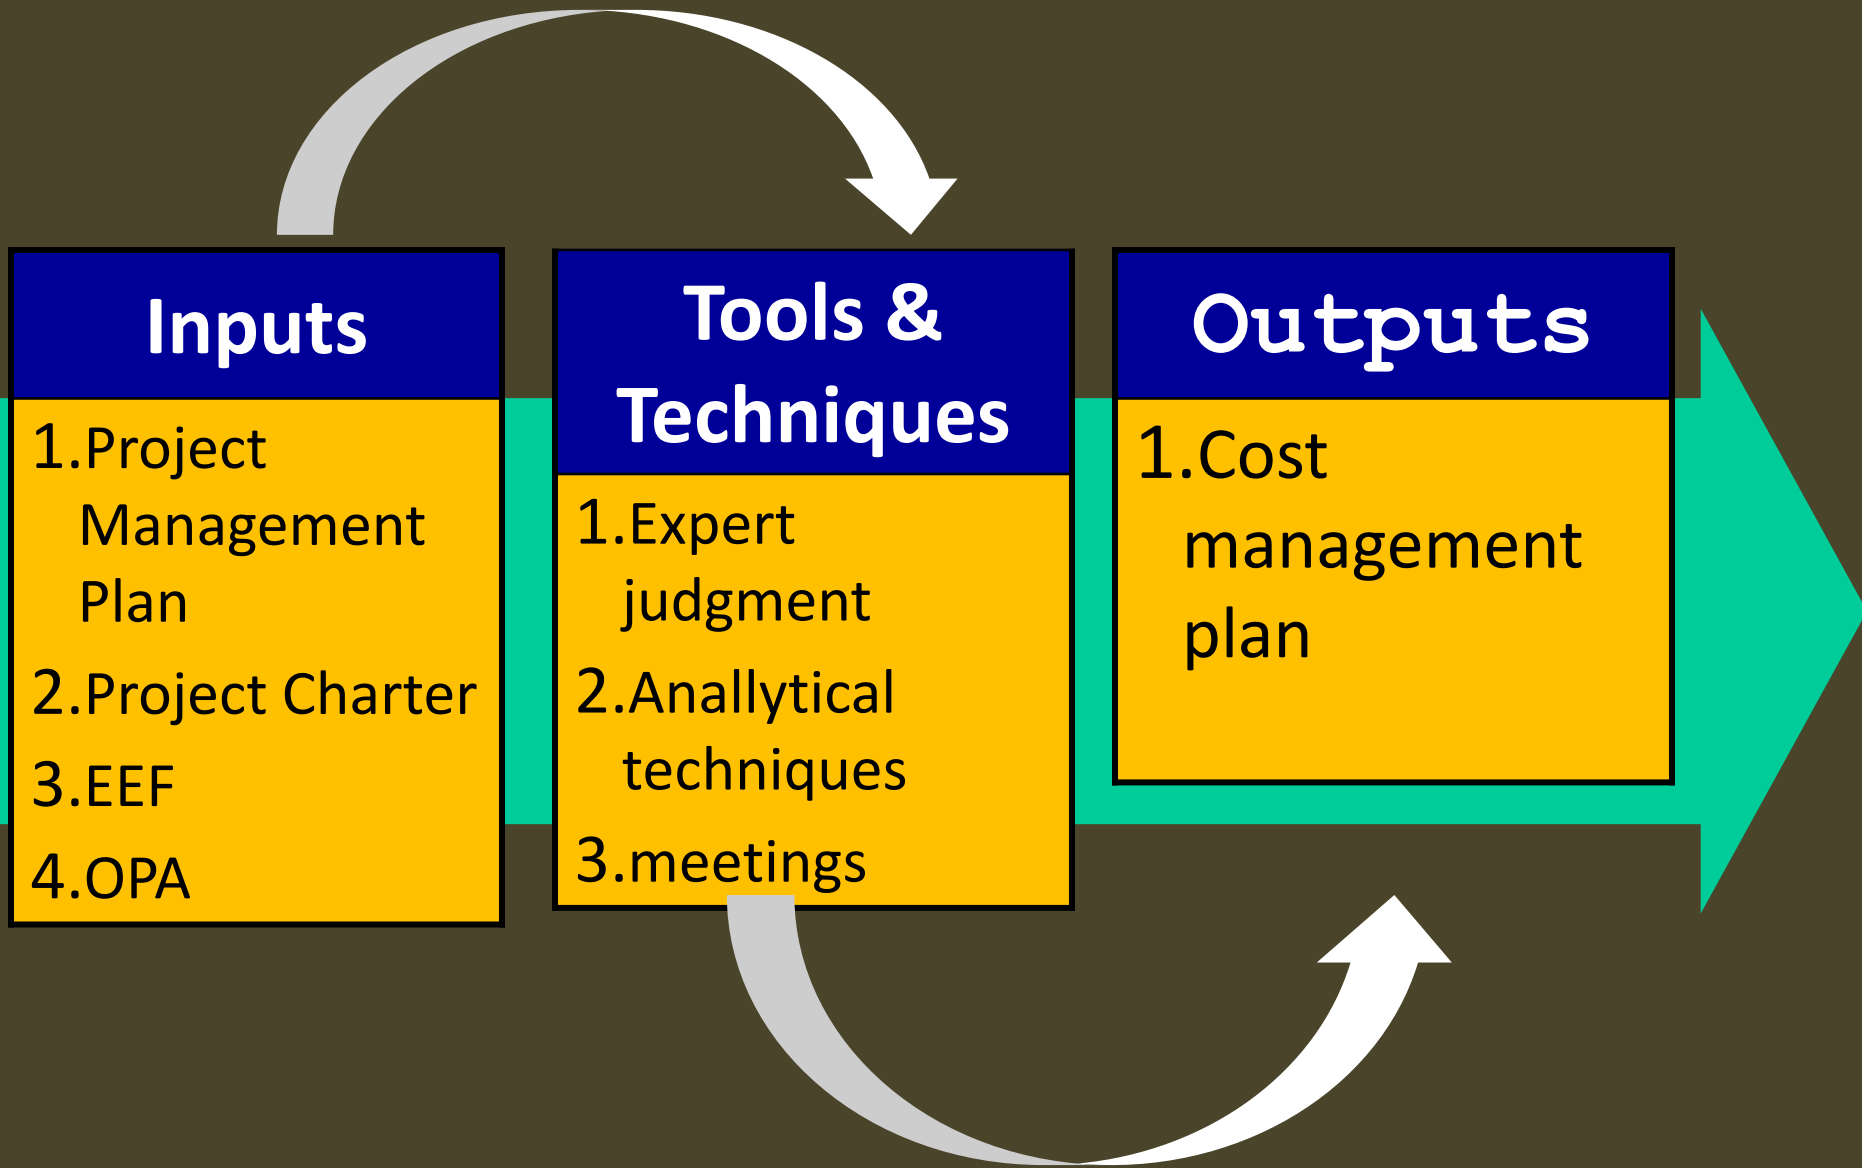 Inputs
1.Project
Management
Plan
2.Project Charter
3.EEF
4.OPA
Tools &
Techniques
1.Expert
judgment
2.Anallytical
techniques
3.meetings
Outputs
1.Cost
management
plan